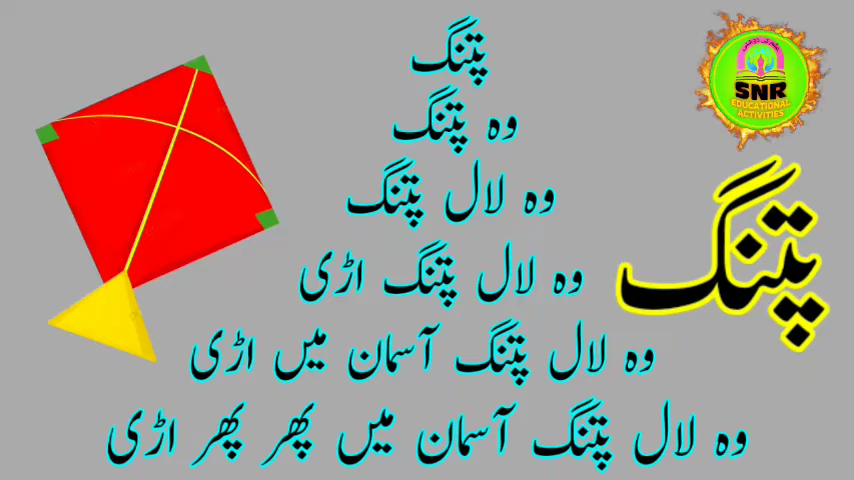 پتنگ
وہ پتنگ
وہ لال پتنگ
وہ لال پتنگ اڑی
وہ لال پتنگ آسمان میں اڑی
وہ لال پتنگ آسمان میں پھر پھر اڑی
پتنگ
SNR
EDUCATIONAL
ACTIVITIES